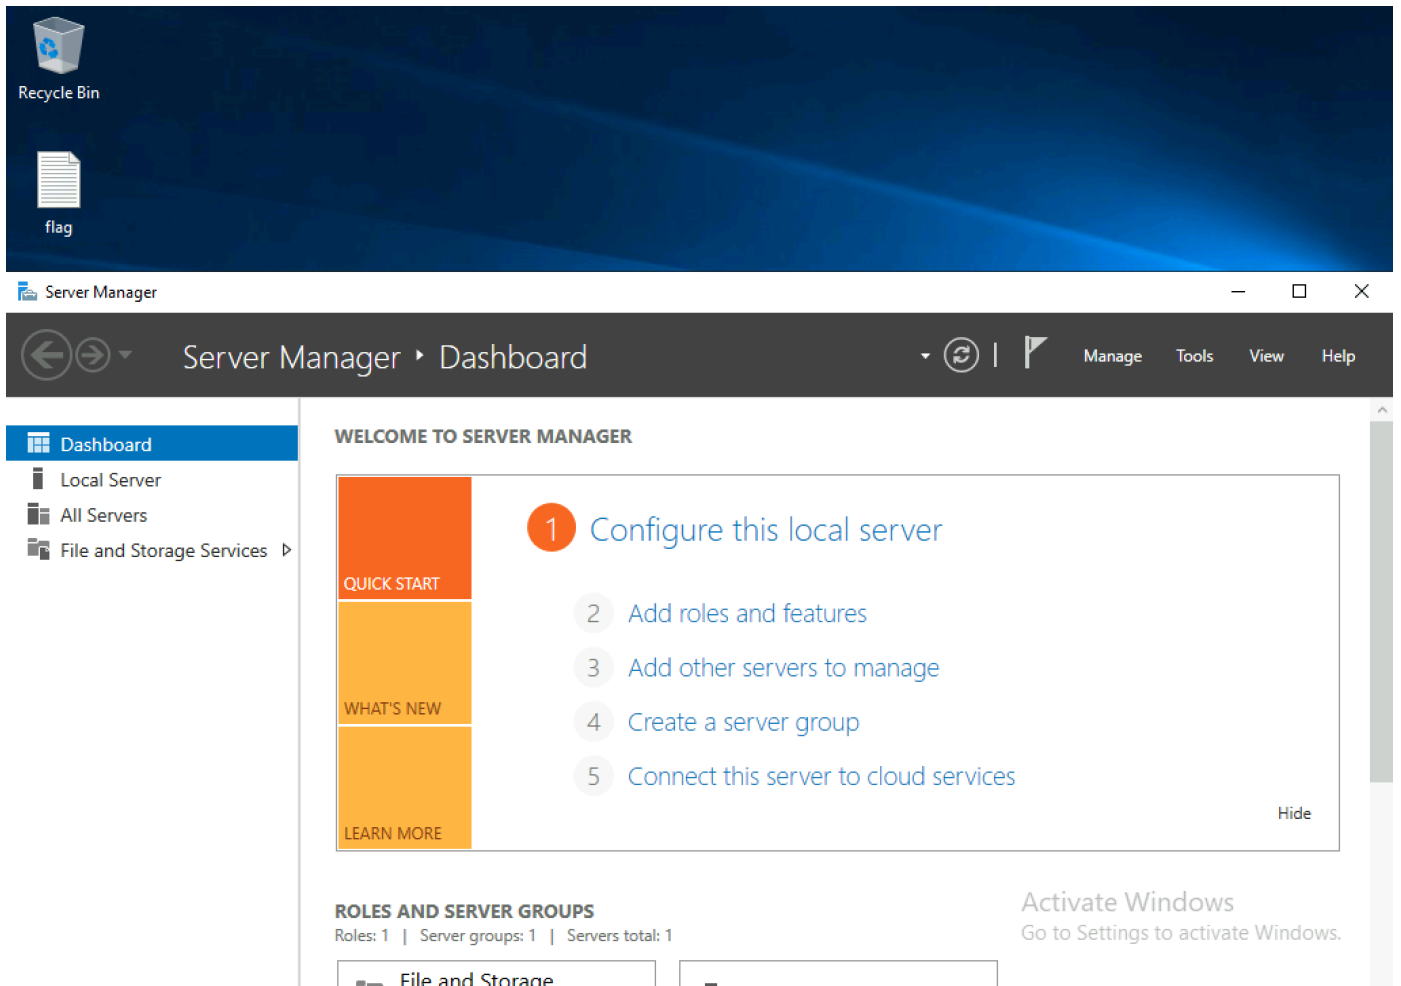 Recycle Bin
flag
Server Manager
Server Manager ‣ Dashboard
Manage Tools View Help
Dashboard
Local Server
All Servers
File and Storage Services
WELCOME TO SERVER MANAGER
QUICK START
WHAT'S NEW
LEARN MORE
1 Configure this local server
2 Add roles and features
3 Add other servers to manage
4 Create a server group
5 Connect this server to cloud services
Hide
ROLES AND SERVER GROUPS
Roles: 1 | Server groups: 1 | Servers total: 1
Activate Windows
Go to Settings to activate Windows.
File and Storage